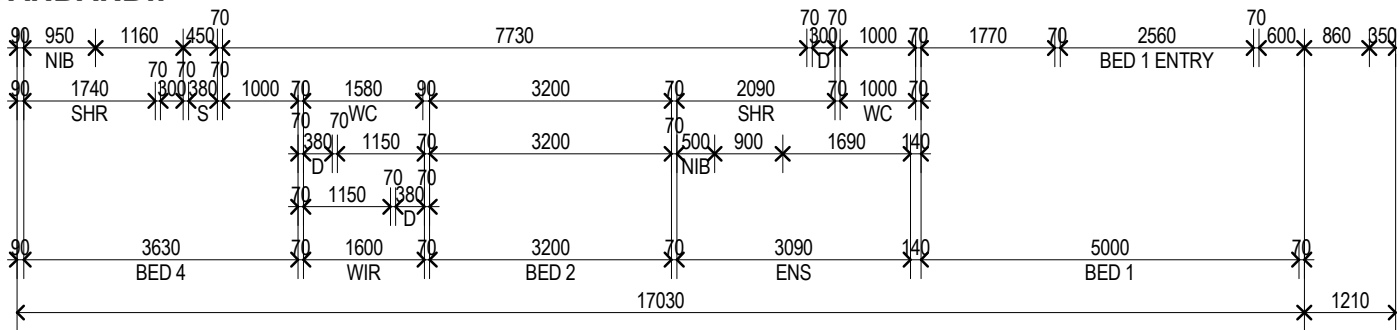 70 70 70 70
90 950 1160 450 7730 300 1000 70 1770 70 2560 600 860 350
NIB D BED 1 ENTRY
70 70 70
90 1740 300 380 1000 70 1580 90 3200 70 2090 70 1000 70
SHR S WC SHR WC
70 70 70
380 1150 70 3200 500 900 1690 140
D NIB
70 70
70 1150 380
D
90 3630 70 1600 70 3200 70 3090 140 5000 70
BED 4 WIR BED 2 ENS BED 1
17030 1210